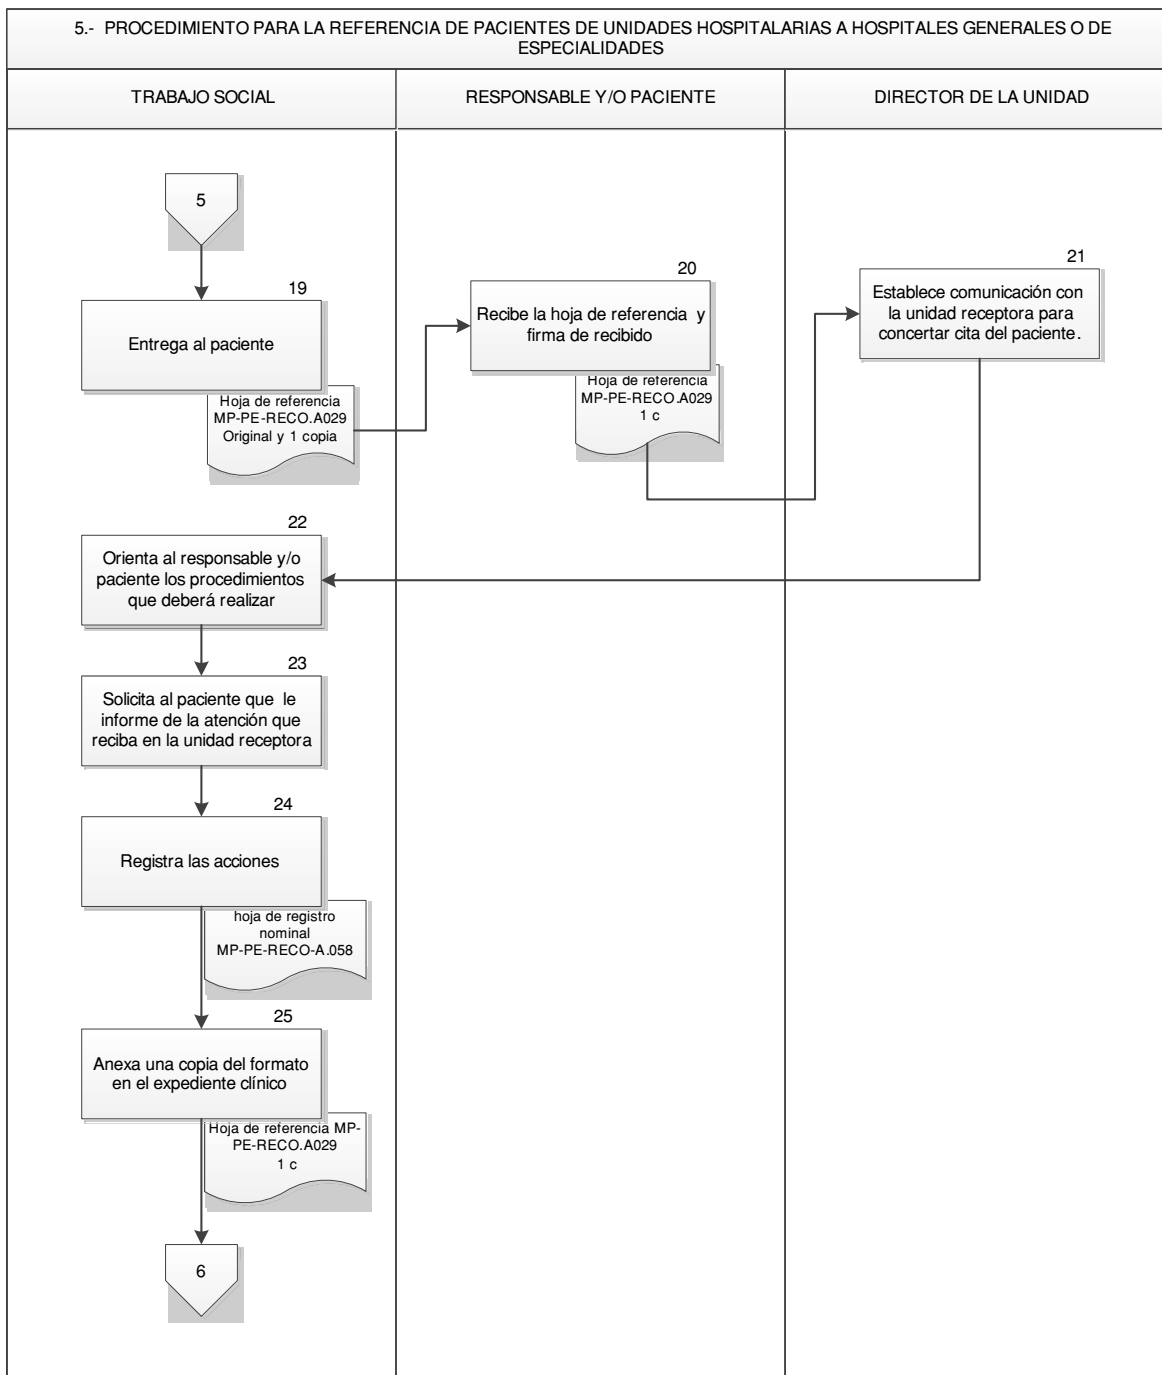 5.- PROCEDIMIENTO PARA LA REFERENCIA DE PACIENTES DE UNIDADES HOSPITALARIAS A HOSPITALES GENERALES O DE
ESPECIALIDADES
TRABAJO SOCIAL
RESPONSABLE Y/O PACIENTE
DIRECTOR DE LA UNIDAD
5
19
Entrega al paciente
Hoja de referencia
MP-PE-RECO.A029
Original y 1 copia
20
Recibe la hoja de referencia y
firma de recibido
Hoja de referencia
MP-PE-RECO.A029
1 c
21
Establece comunicación con
la unidad receptora para
concertar cita del paciente.
22
Orienta al responsable y/o
paciente los procedimientos
que deberá realizar
23
Solicita al paciente que le
informe de la atención que
reciba en la unidad receptora
24
Registra las acciones
hoja de registro
nominal
MP-PE-RECO-A.058
25
Anexa una copia del formato
en el expediente clínico
Hoja de referencia MP-
PE-RECO.A029
1 c
6